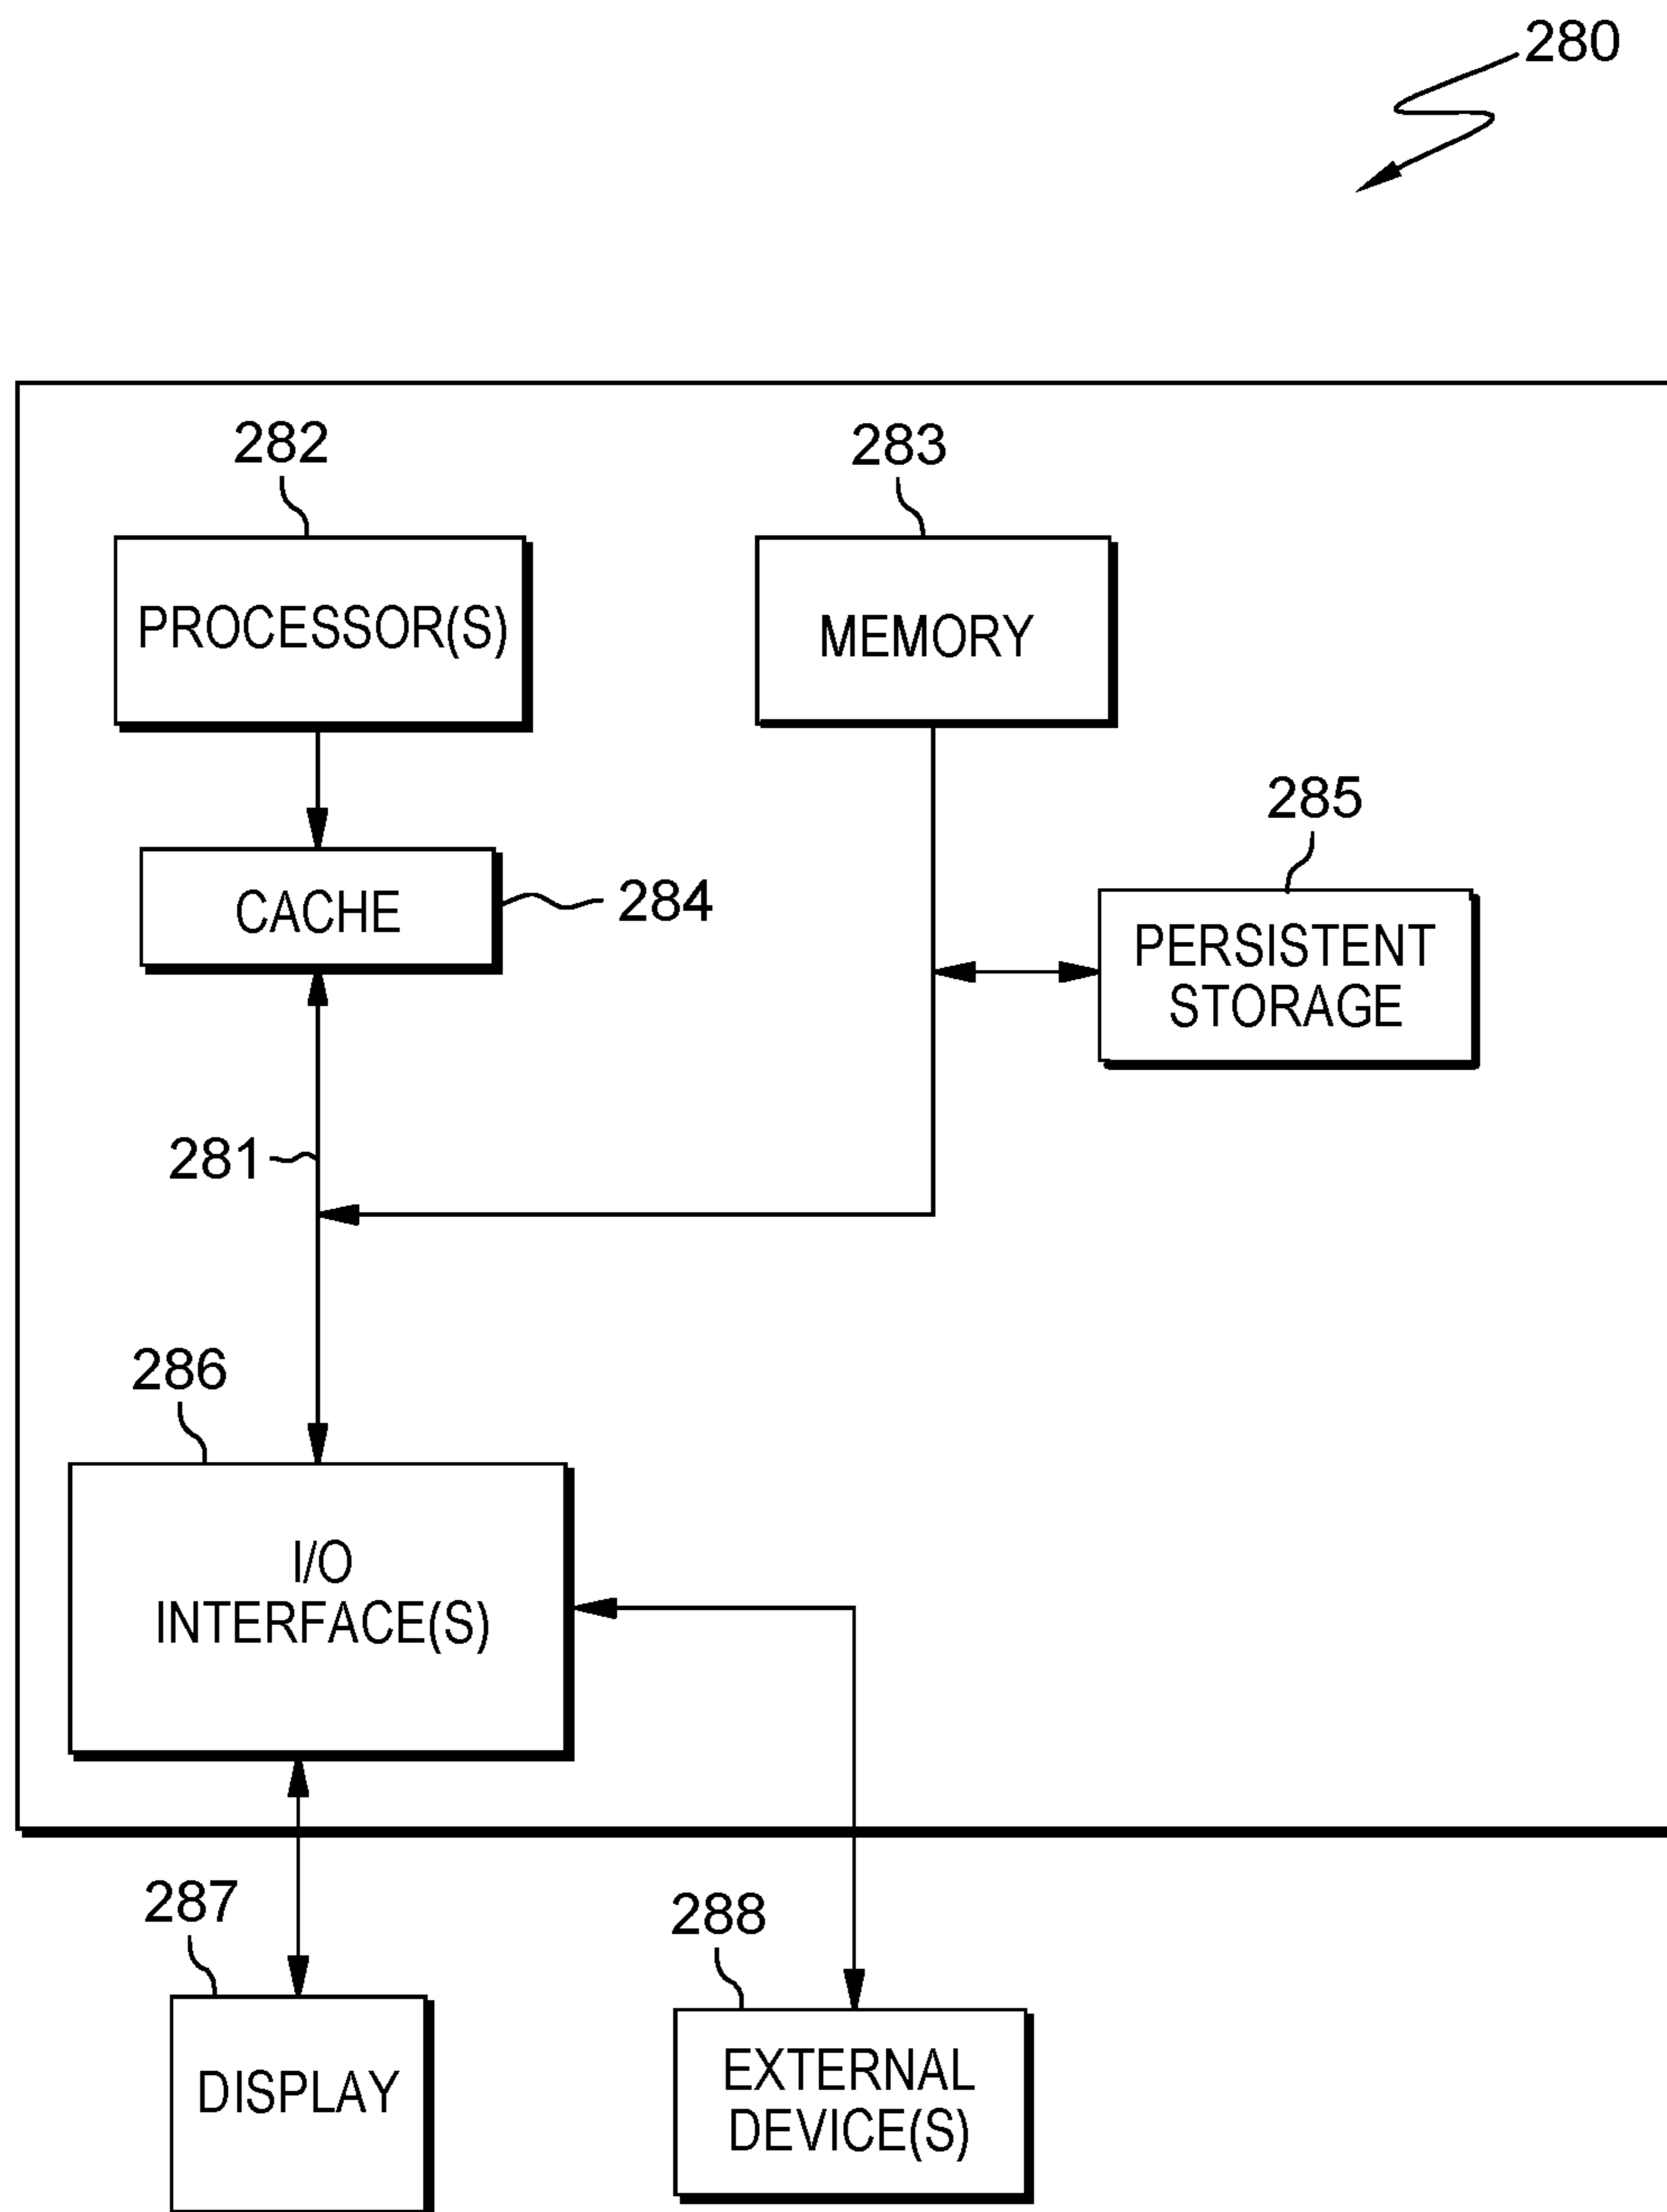 280
282
283
PROCESSOR(S)
MEMORY
285
CACHE
284
PERSISTENT
STORAGE
281
286
I/O
INTERFACE(S)
287
288
DISPLAY
EXTERNAL
DEVICE(S)